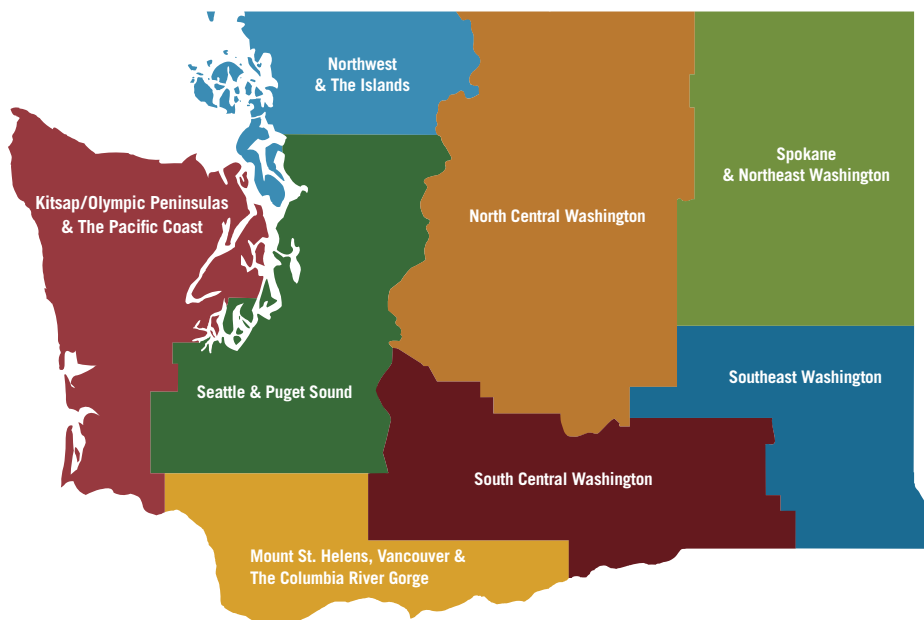 Northwest
& The Islands
Spokane
& Northeast Washington
Kitsap/Olympic Peninsulas
& The Pacific Coast
North Central Washington
Southeast Washington
Seattle & Puget Sound
South Central Washington
Mount St. Helens, Vancouver &
The Columbia River Gorge